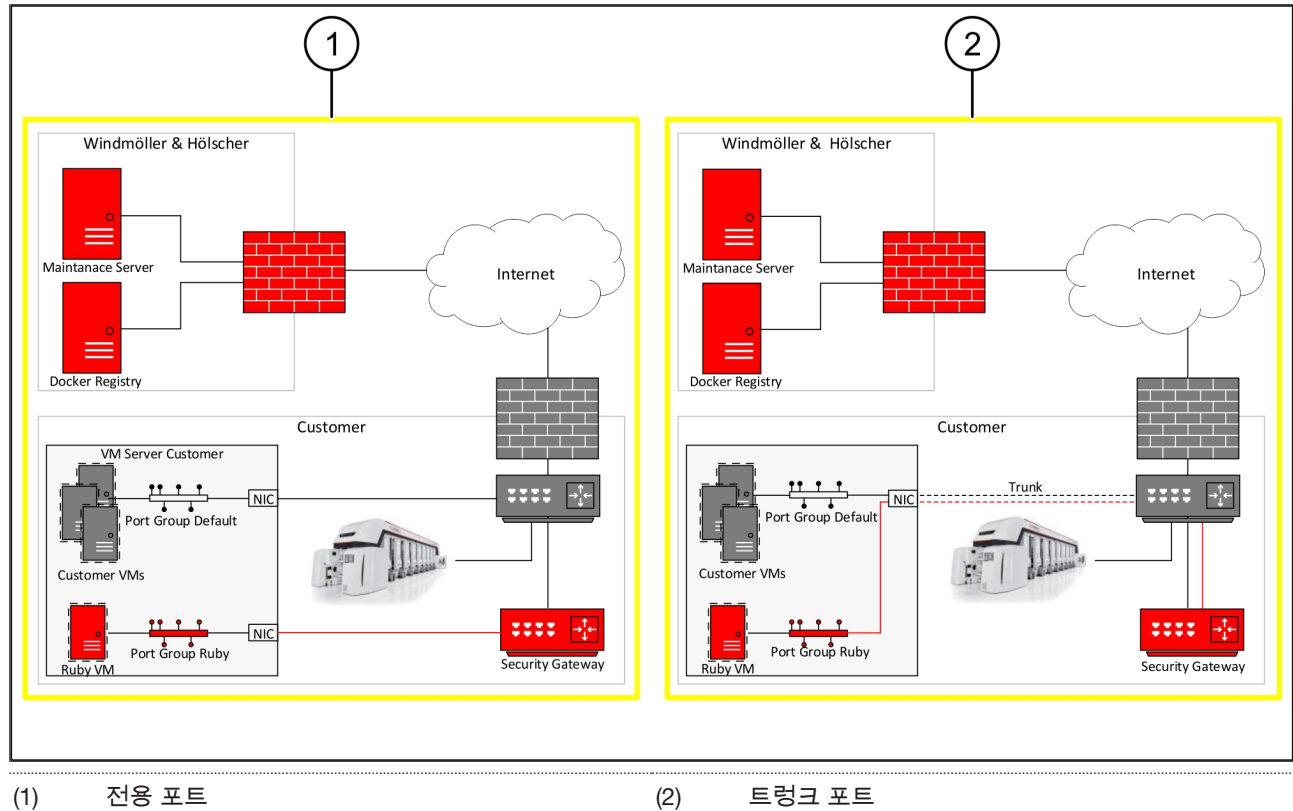 1
Windmöller & Hölscher
Maintanace Server
Internet
Docker Registry
Customer
VM Server Customer
NIC
Port Group Default
Customer VMs
NIC
Port Group Ruby
Ruby VM
Security Gateway
2
Windmöller & Hölscher
Maintanace Server
Internet
Docker Registry
Customer
Trunk
NIC
Port Group Default
Customer VMs
Port Group Ruby
Ruby VM
Security Gateway
(1) 전용 포트
(2) 트렁크 포트